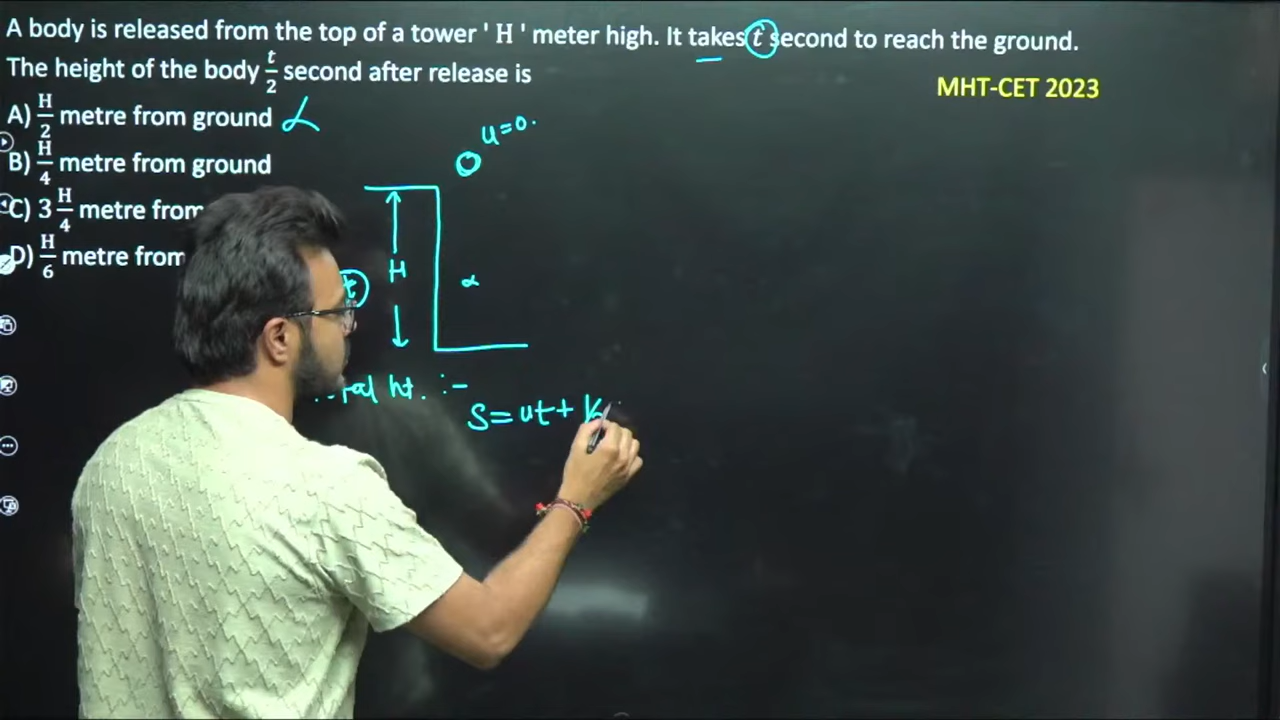 A body is released from the top of a tower ' H ' meter high. It takes t second to reach the ground.
The height of the body t/2 second after release is
MHT-CET 2023
A) H/2 metre from ground
B) H/4 metre from ground
C) 3 H/4 metre from
D) H/6 metre from
u=0.
H
t
ht. :-
S=ut+